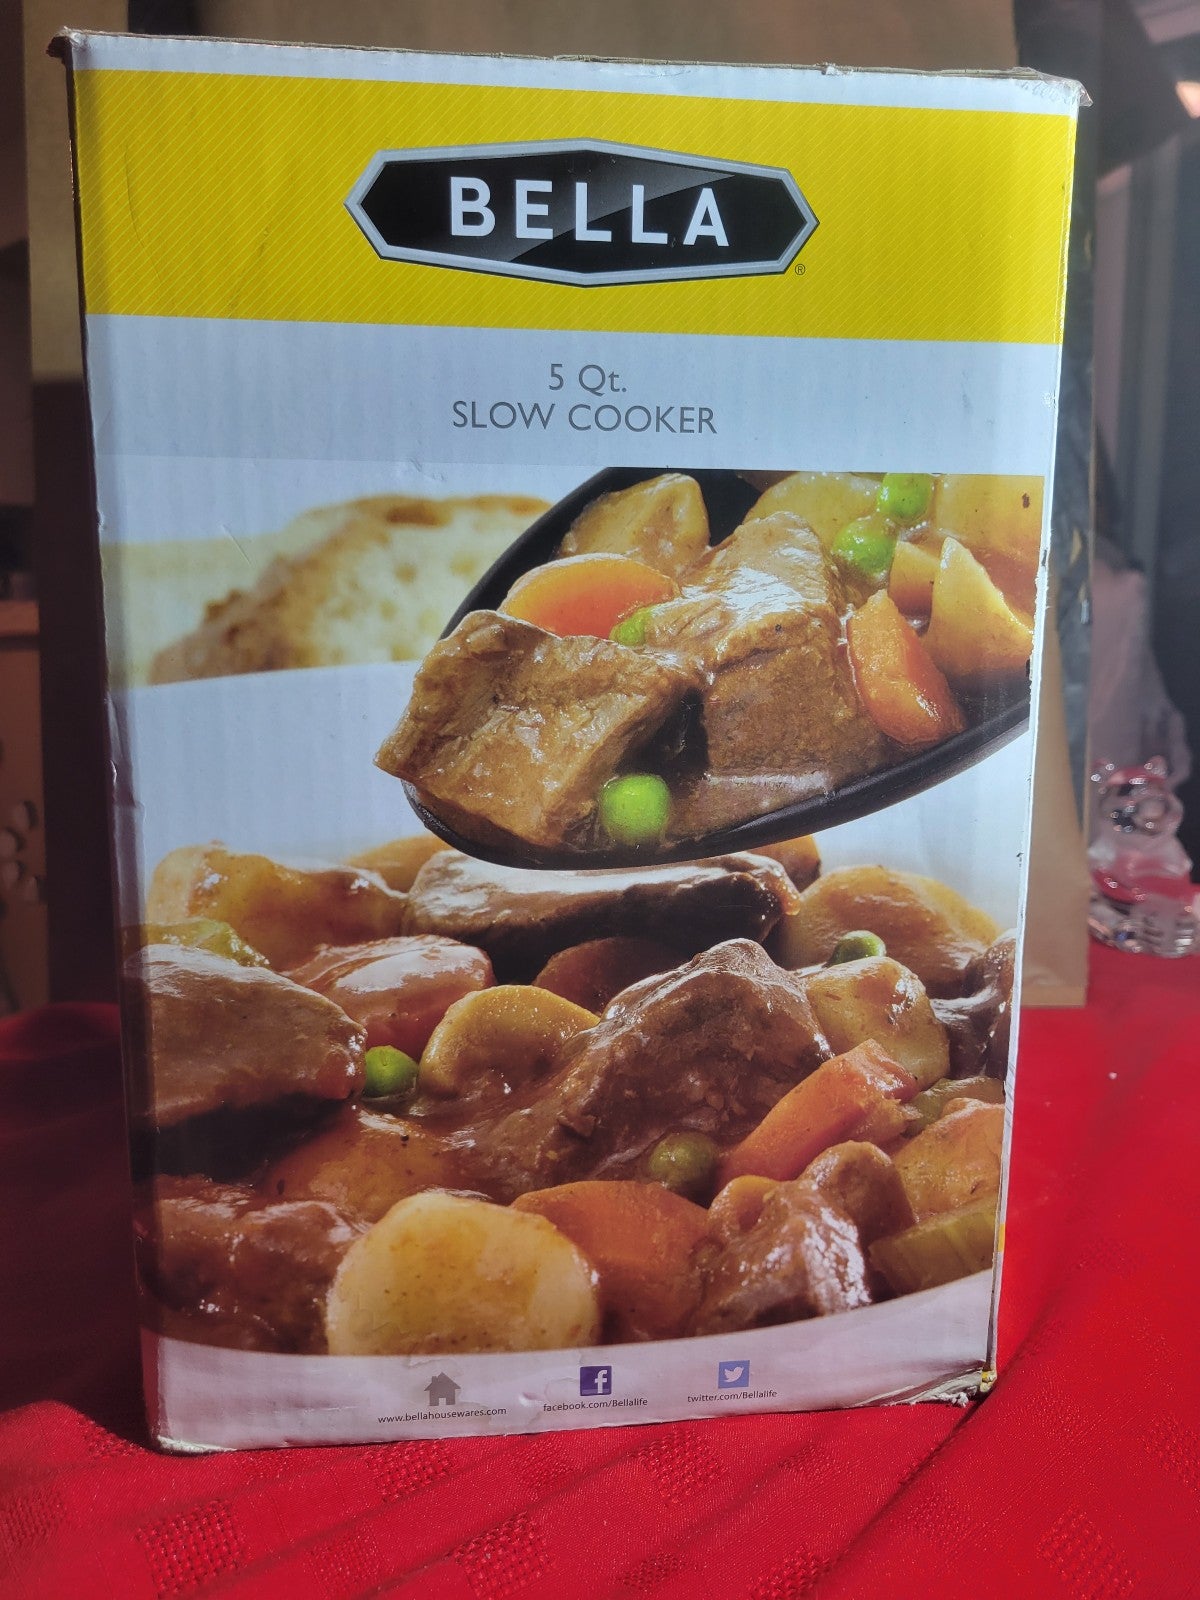 BELLA
®
5 Qt.
SLOW COOKER
www.bellahousewares.com
facebook.com/Bellalife
twitter.com/Bellalife